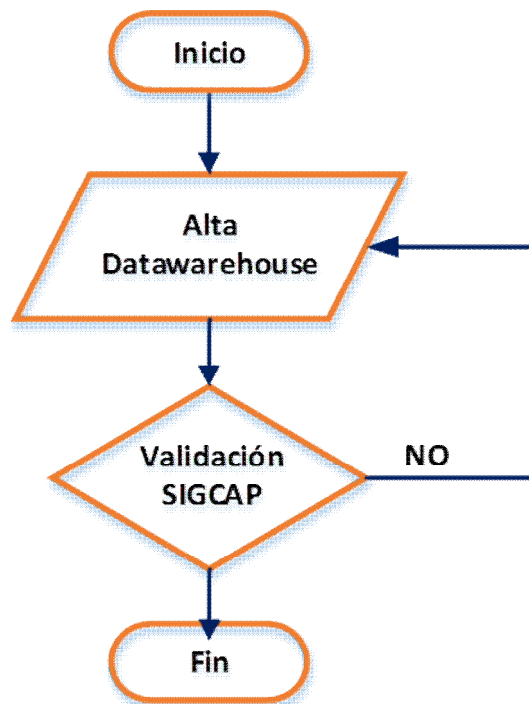 Inicio
Alta
Datawarehouse
Validación
SIGCAP
NO
Fin